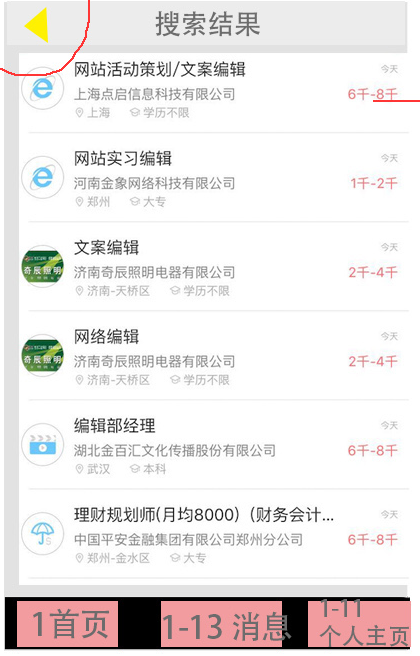 搜索结果
网站活动策划/文案编辑
今天
上海点启信息科技有限公司
6千-8千
上海 学历不限
网站实习编辑
今天
河南金象网络科技有限公司
1千-2千
郑州 大专
文案编辑
今天
奇辰照明
济南奇辰照明电器有限公司
2千-4千
济南-天桥区 学历不限
网络编辑
今天
奇辰照明
济南奇辰照明电器有限公司
2千-4千
济南-天桥区 学历不限
编辑部经理
今天
湖北金百汇文化传播股份有限公司
6千-8千
武汉 本科
理财规划师(月均8000)（财务会计...
今天
中国平安金融集团有限公司郑州分公司
6千-8千
郑州-金水区 大专
1首页
1-13 消息
1-11
个人主页